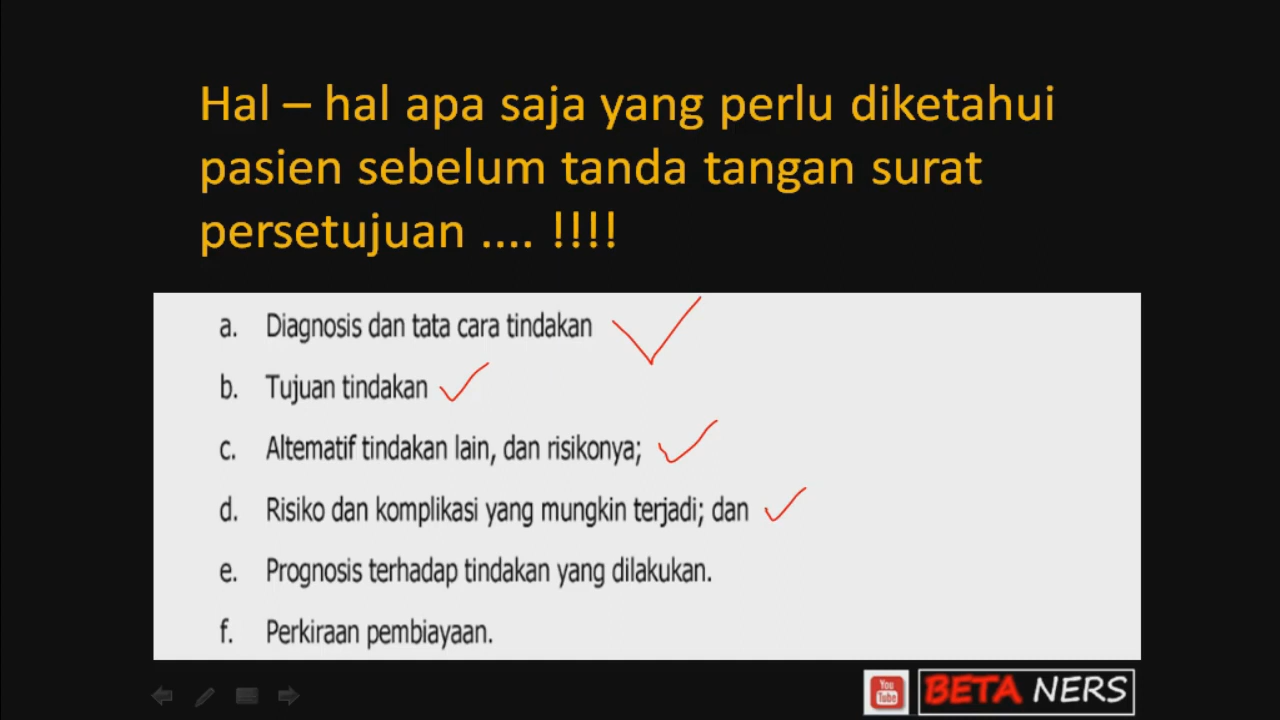 Hal – hal apa saja yang perlu diketahui
pasien sebelum tanda tangan surat
persetujuan .... !!!!
a. Diagnosis dan tata cara tindakan
b. Tujuan tindakan
c. Altematif tindakan lain, dan risikonya;
d. Risiko dan komplikasi yang mungkin terjadi; dan
e. Prognosis terhadap tindakan yang dilakukan.
f. Perkiraan pembiayaan.
You
Tube
BETA NERS